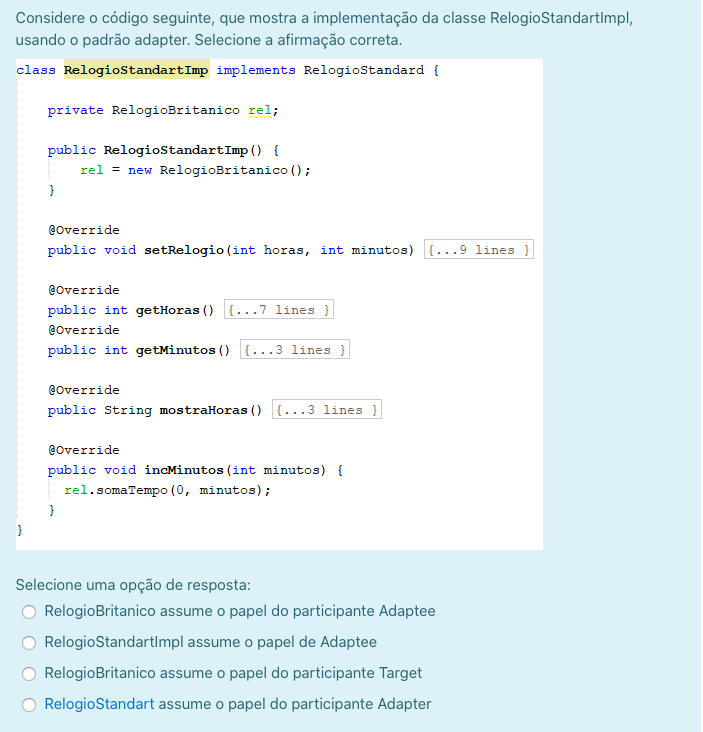 Considere o código seguinte, que mostra a implementação da classe RelogioStandartImpl,
usando o padrão adapter. Selecione a afirmação correta.
class RelogioStandartImp implements RelogioStandard {
private RelogioBritanico rel;
public RelogioStandartImp() {
rel = new RelogioBritanico();
}
@Override
public void setRelogio(int horas, int minutos) {...9 lines }
@Override
public int getHoras() {...7 lines }
@Override
public int getMinutos() {...3 lines }
@Override
public String mostraHoras() {...3 lines }
@Override
public void incMinutos(int minutos) {
rel.somaTempo(0, minutos);
}
}
Selecione uma opção de resposta:
RelogioBritanico assume o papel do participante Adaptee
RelogioStandartImpl assume o papel de Adaptee
RelogioBritanico assume o papel do participante Target
RelogioStandart assume o papel do participante Adapter